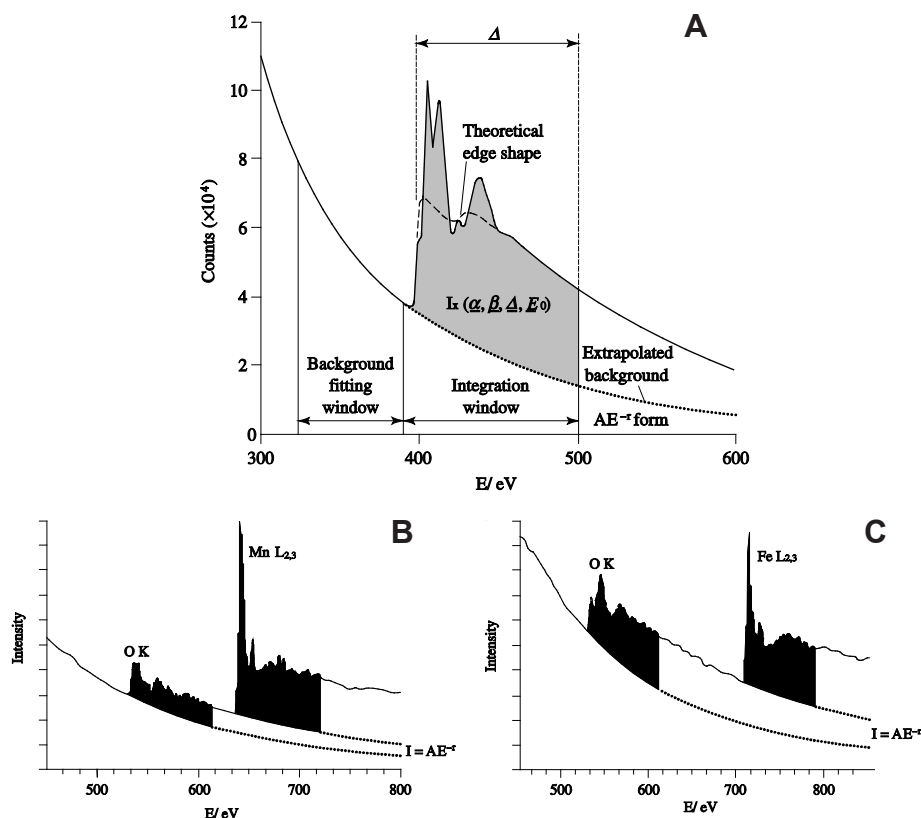 A
Δ
12
10
8
6
4
2
0
Counts (×10⁴)
Theoretical
edge shape
Ix (α, β, Δ, E₀)
Background
fitting
window
Integration
window
Extrapolated
background
AE⁻ʳ form
300
400
500
600
E/ eV
B
Mn L₂,₃
O K
Intensity
I = AE⁻ʳ
500
600
700
800
E/ eV
C
O K
Fe L₂,₃
Intensity
I = AE⁻ʳ
500
600
700
800
E/ eV